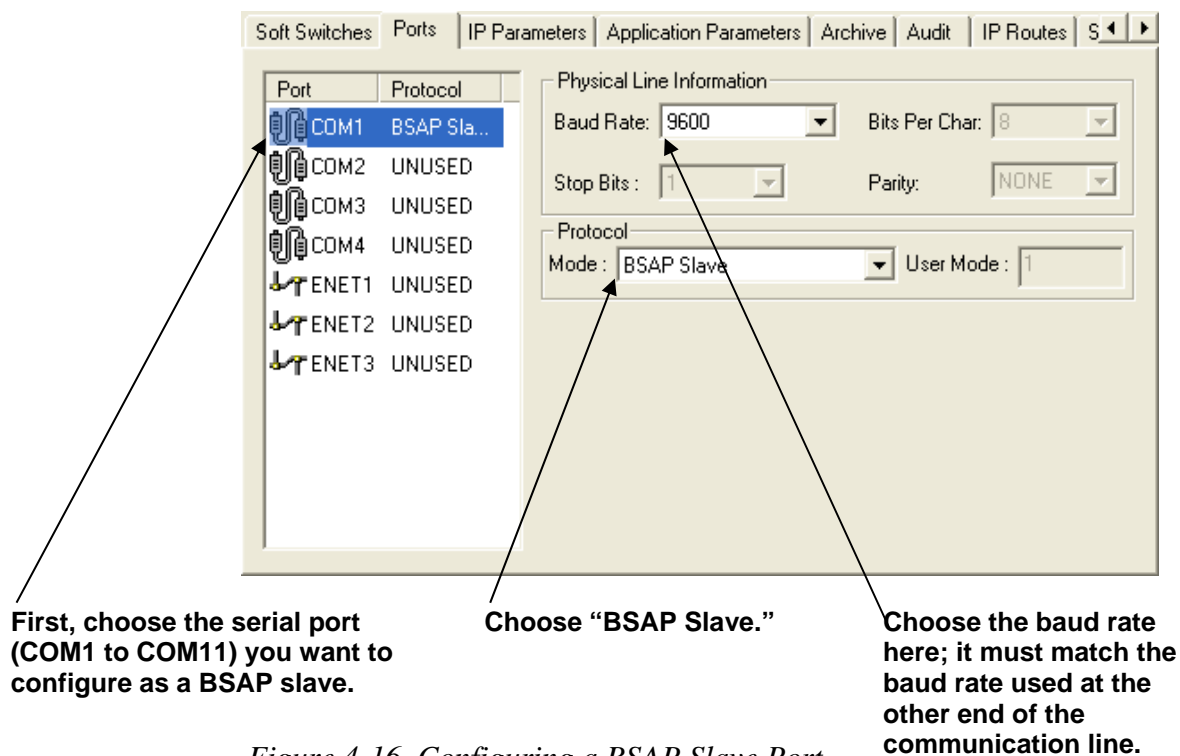 Soft Switches Ports IP Parameters Application Parameters Archive Audit IP Routes S
Port Protocol
COM1 BSAP Sla...
COM2 UNUSED
COM3 UNUSED
COM4 UNUSED
ENET1 UNUSED
ENET2 UNUSED
ENET3 UNUSED
Physical Line Information
Baud Rate: 9600 Bits Per Char: 8
Stop Bits : 1 Parity: NONE
Protocol
Mode : BSAP Slave User Mode : 1
First, choose the serial port
(COM1 to COM11) you want to
configure as a BSAP slave.
Choose “BSAP Slave.”
Choose the baud rate
here; it must match the
baud rate used at the
other end of the
communication line.
Figure 4-16. Configuring a BSAP Slave Port